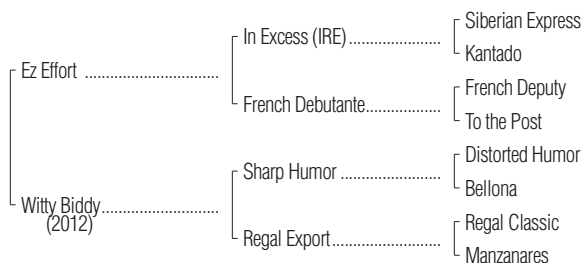 Siberian Express
In Excess (IRE) ......................
Kantado
Ez Effort ................................
French Deputy
French Debutante..................
To the Post
Distorted Humor
Sharp Humor ........................
Bellona
Witty Biddy............................
(2012)
Regal Classic
Regal Export..........................
Manzanares